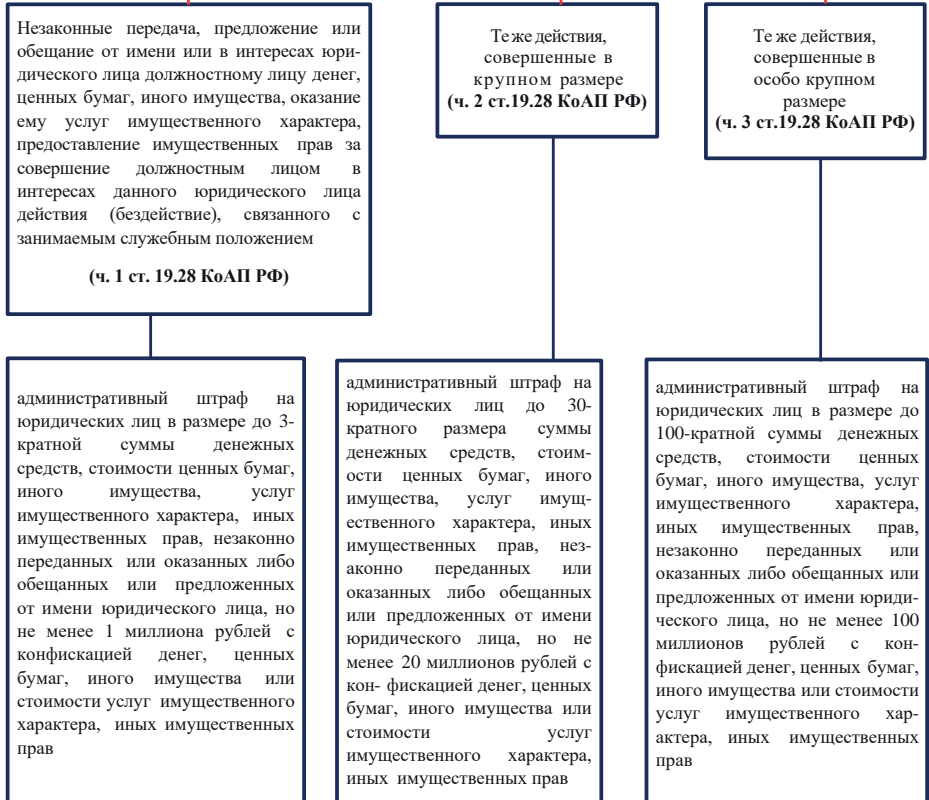 Незаконные передача, предложение или
обещание от имени или в интересах юри-
дического лица должностному лицу денег,
ценных бумаг, иного имущества, оказание
ему услуг имущественного характера,
предоставление имущественных прав за
совершение должностным лицом в
интересах данного юридического лица
действия (бездействие), связанного с
занимаемым служебным положением
(ч. 1 ст. 19.28 КоАП РФ)
Те же действия,
совершенные в
крупном размере
(ч. 2 ст.19.28 КоАП РФ)
Те же действия,
совершенные в
особо крупном
размере
(ч. 3 ст.19.28 КоАП РФ)
административный штраф на
юридических лиц в размере до 3-
кратной суммы денежных
средств, стоимости ценных бумаг,
иного имущества, услуг
имущественного характера, иных
имущественных прав, незаконно
переданных или оказанных либо
обещанных или предложенных
от имени юридического лица, но
не менее 1 миллиона рублей с
конфискацией денег, ценных
бумаг, иного имущества или
стоимости услуг имущественного
характера, иных имущественных
прав
административный штраф на
юридических лиц до 30-
кратного размера суммы
денежных средств, стоим-
ости ценных бумаг, иного
имущества, услуг имущ-
ественного характера, иных
имущественных прав, нез-
аконно переданных или
оказанных либо обещанных
или предложенных от имени
юридического лица, но не
менее 20 миллионов рублей с
кон- фискацией денег, ценных
бумаг, иного имущества или
стоимости услуг
имущественного характера,
иных имущественных прав
административный штраф на
юридических лиц в размере до
100-кратной суммы денежных
средств, стоимости ценных
бумаг, иного имущества, услуг
имущественного характера,
иных имущественных прав,
незаконно переданных или
оказанных либо обещанных или
предложенных от имени юриди-
ческого лица, но не менее 100
миллионов рублей с кон-
фискацией денег, ценных бумаг,
иного имущества или стоимости
услуг имущественного хар-
актера, иных имущественных
прав